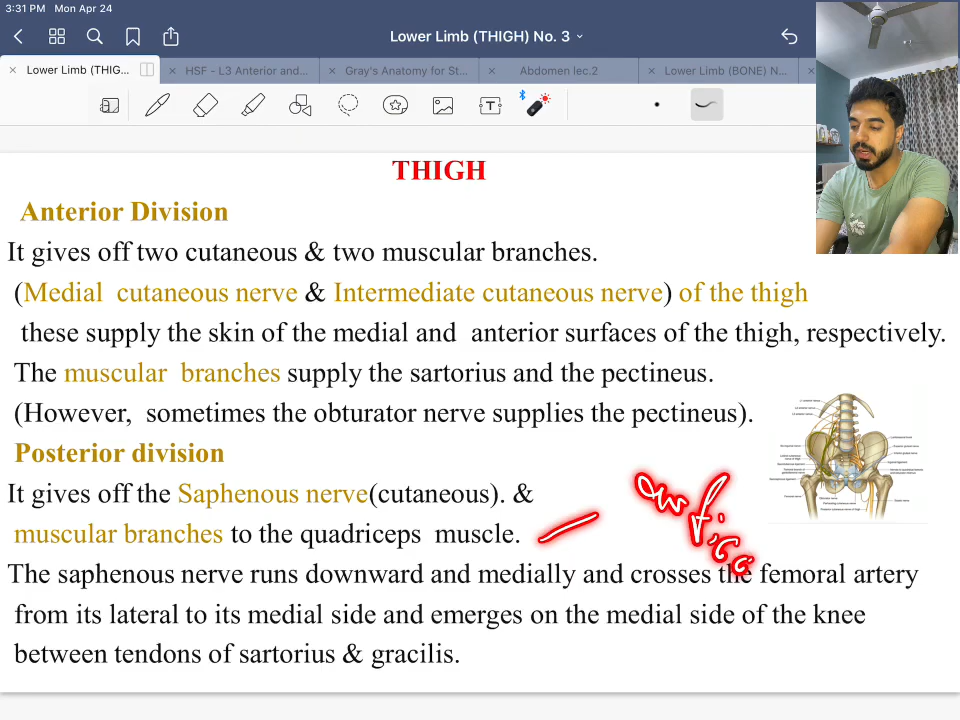 3:31 PM Mon Apr 24
Lower Limb (THIGH) No. 3
Lower Limb (THIG...
HSF - L3 Anterior and...
Gray's Anatomy for St...
Abdomen lec.2
Lower Limb (BONE) N...
THIGH
Anterior Division
It gives off two cutaneous & two muscular branches.
(Medial cutaneous nerve & Intermediate cutaneous nerve) of the thigh
these supply the skin of the medial and anterior surfaces of the thigh, respectively.
The muscular branches supply the sartorius and the pectineus.
(However, sometimes the obturator nerve supplies the pectineus).
Posterior division
It gives off the Saphenous nerve(cutaneous). &
muscular branches to the quadriceps muscle.
The saphenous nerve runs downward and medially and crosses the femoral artery
from its lateral to its medial side and emerges on the medial side of the knee
between tendons of sartorius & gracilis.